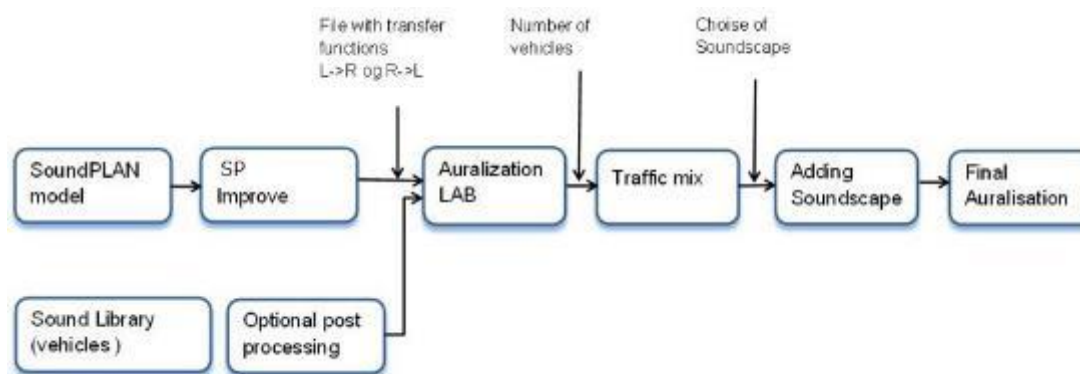 File with transfer
functions
L->R og R->L
Number of
vehicles
Choise of
Soundscape
SoundPLAN
model
SP
Improve
Auralization
LAB
Traffic mix
Adding
Soundscape
Final
Auralisation
Sound Library
(vehicles )
Optional post
processing